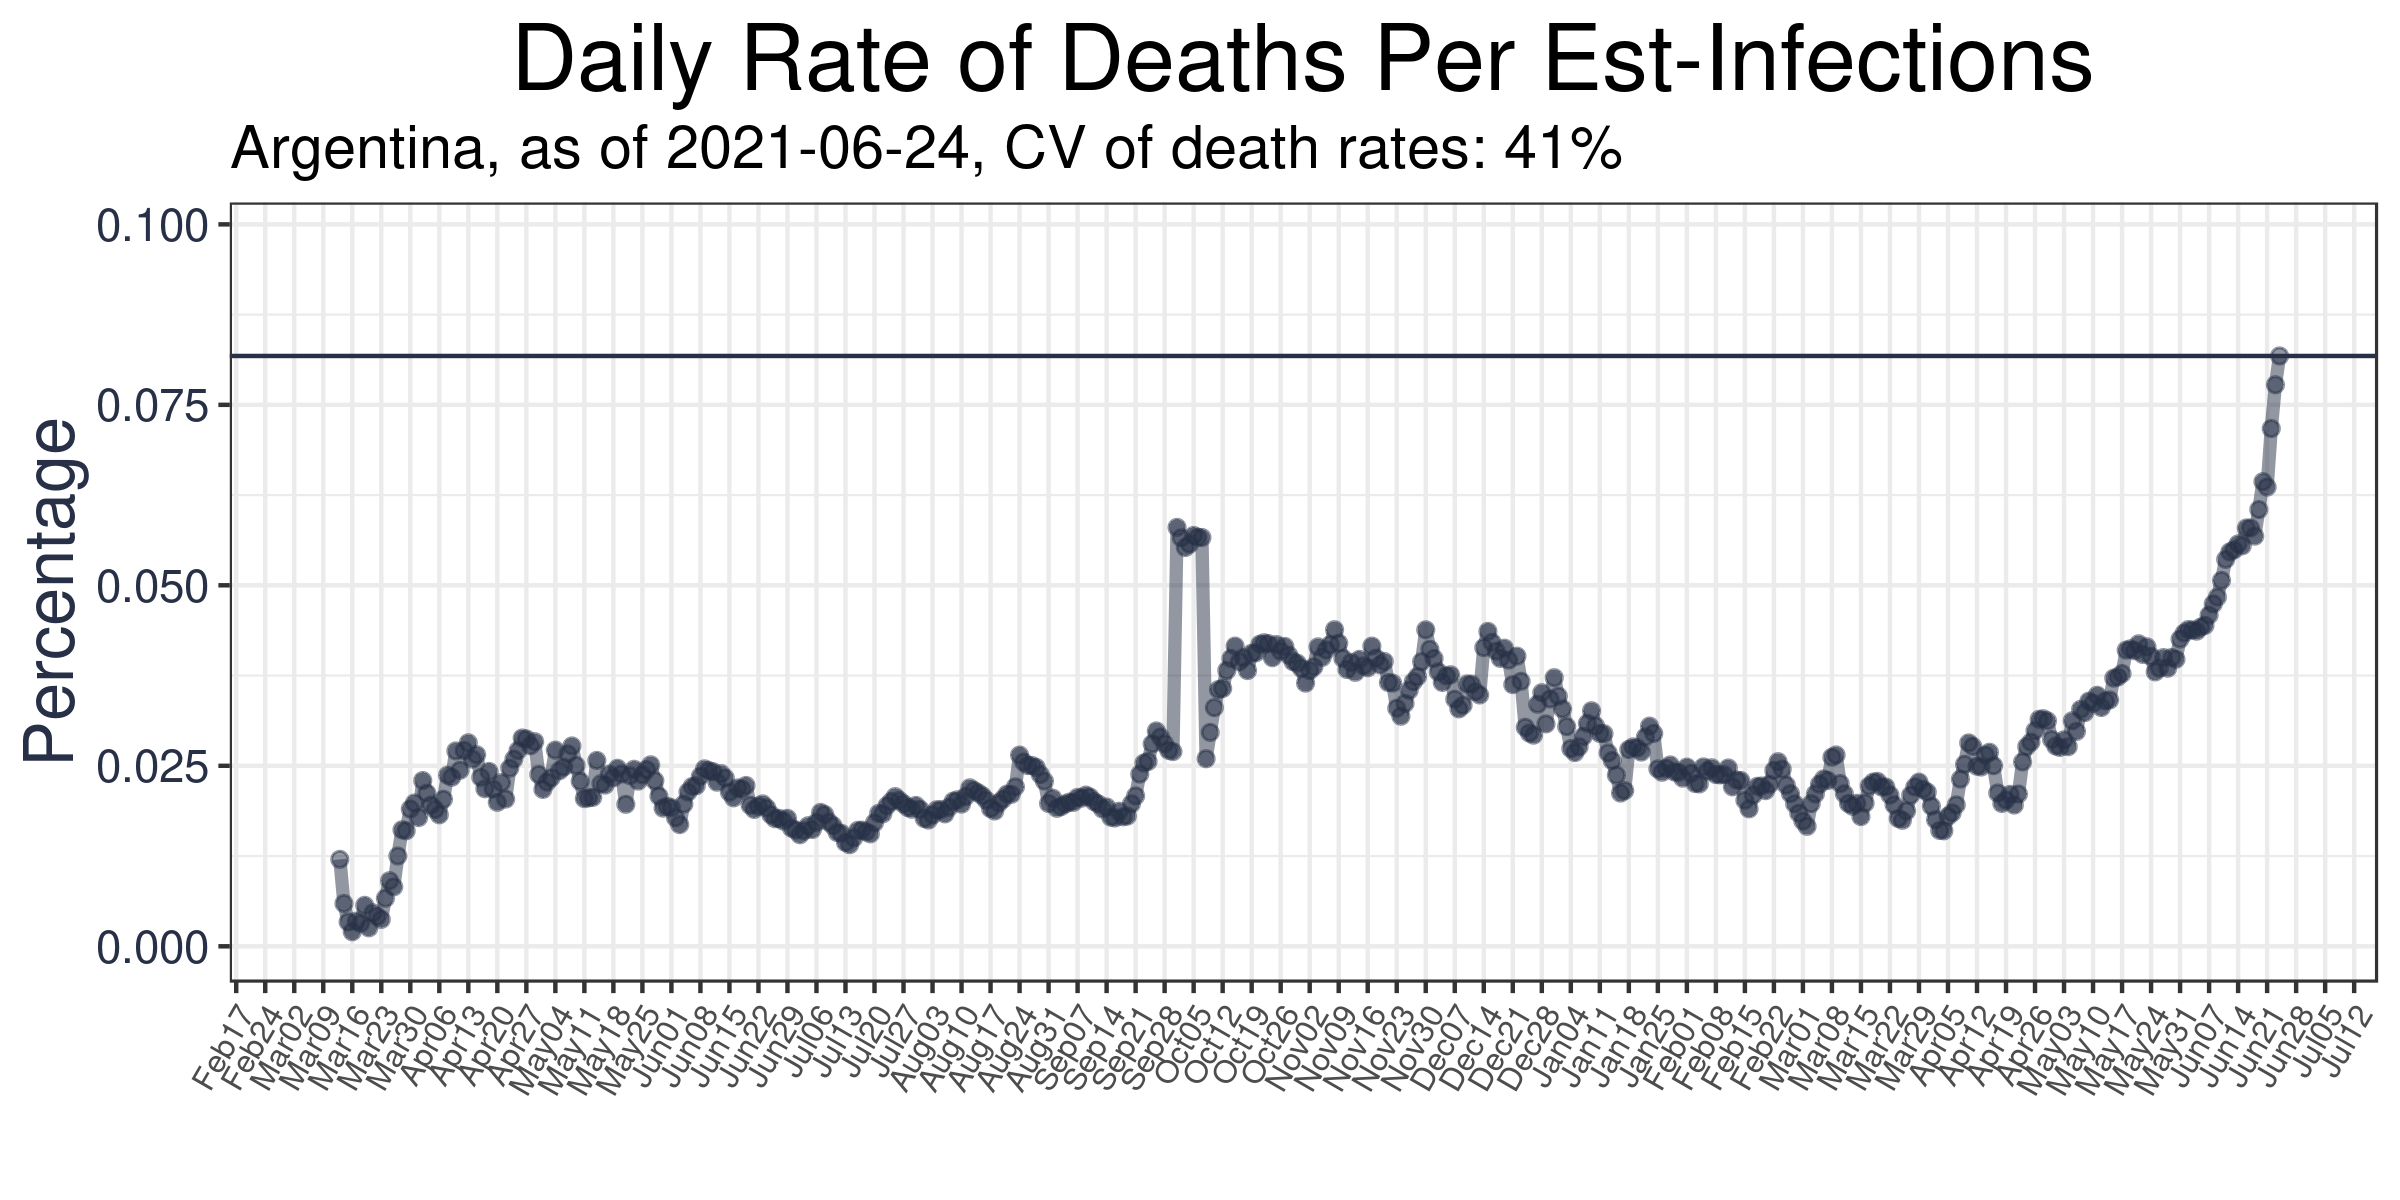 Daily Rate of Deaths Per Est-Infections
Argentina, as of 2021-06-24, CV of death rates: 41%
Percentage
0.100
0.075
0.050
0.025
0.000
Feb17
Feb24
Mar02
Mar09
Mar16
Mar23
Mar30
Apr06
Apr13
Apr20
Apr27
May04
May11
May18
May25
Jun01
Jun08
Jun15
Jun22
Jun29
Jul06
Jul13
Jul20
Jul27
Aug03
Aug10
Aug17
Aug24
Aug31
Sep07
Sep14
Sep21
Sep28
Oct05
Oct12
Oct19
Oct26
Nov02
Nov09
Nov16
Nov23
Nov30
Dec07
Dec14
Dec21
Dec28
Jan04
Jan11
Jan18
Jan25
Feb01
Feb08
Feb15
Feb22
Mar01
Mar08
Mar15
Mar22
Mar29
Apr05
Apr12
Apr19
Apr26
May03
May10
May17
May24
May31
Jun07
Jun14
Jun21
Jun28
Jul05
Jul12